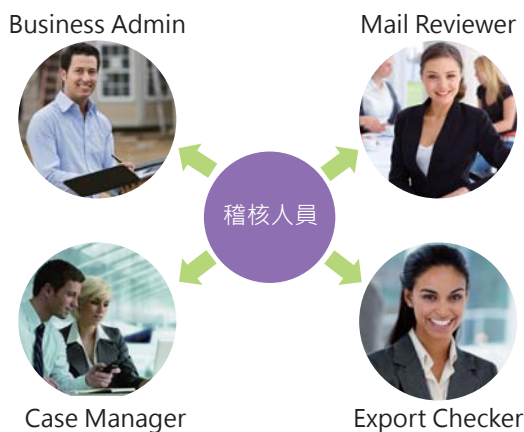 Business Admin
Mail Reviewer
稽核人員
Case Manager
Export Checker